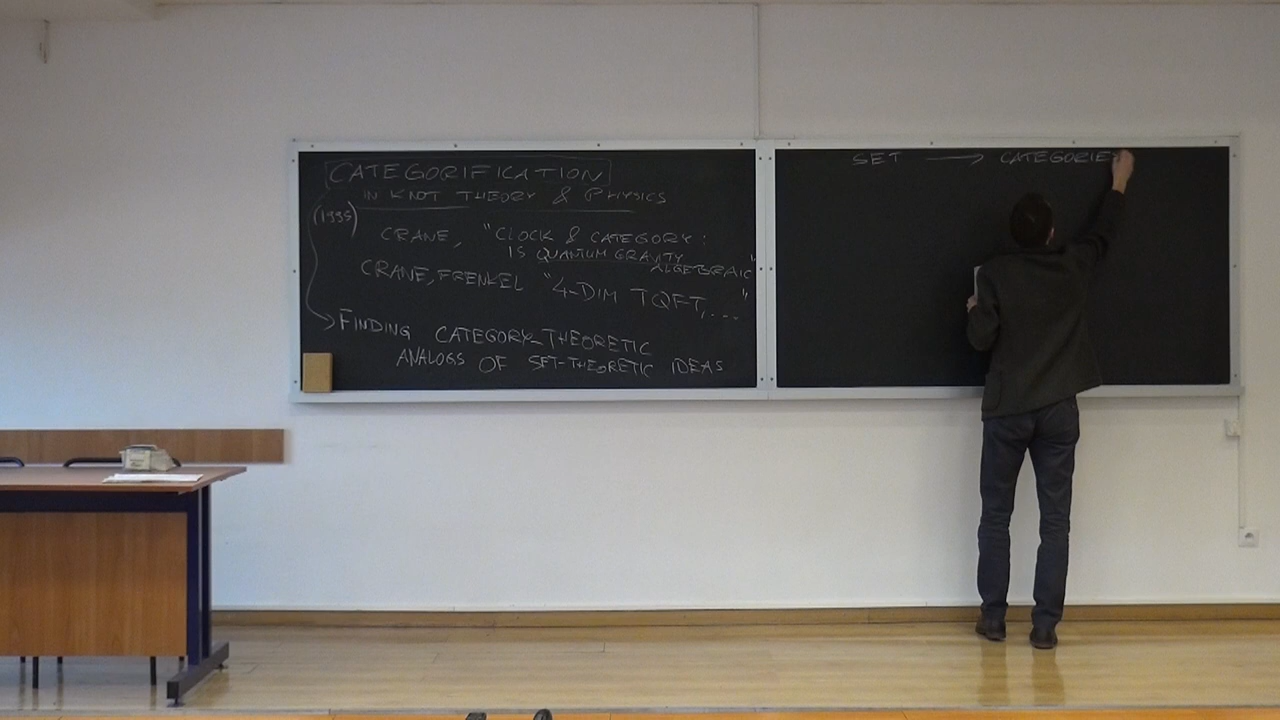 CATEGORIFICATION
IN KNOT THEORY & PHYSICS
(1995)
CRANE, "CLOCK & CATEGORY:
IS QUANTUM GRAVITY
ALGEBRAIC"
CRANE, FRENKEL "4-DIM TQFT,..."
FINDING CATEGORY-THEORETIC
ANALOGS OF SET-THEORETIC IDEAS
SET → CATEGORIE